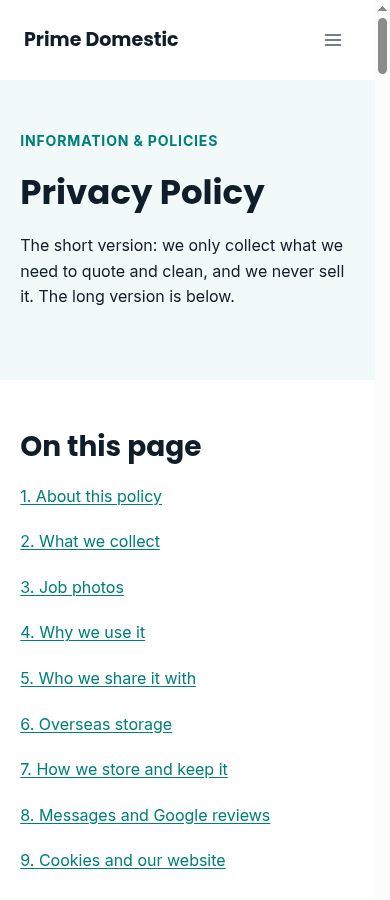 Prime Domestic
INFORMATION & POLICIES
Privacy Policy
The short version: we only collect what we
need to quote and clean, and we never sell
it. The long version is below.
On this page
1. About this policy
2. What we collect
3. Job photos
4. Why we use it
5. Who we share it with
6. Overseas storage
7. How we store and keep it
8. Messages and Google reviews
9. Cookies and our website